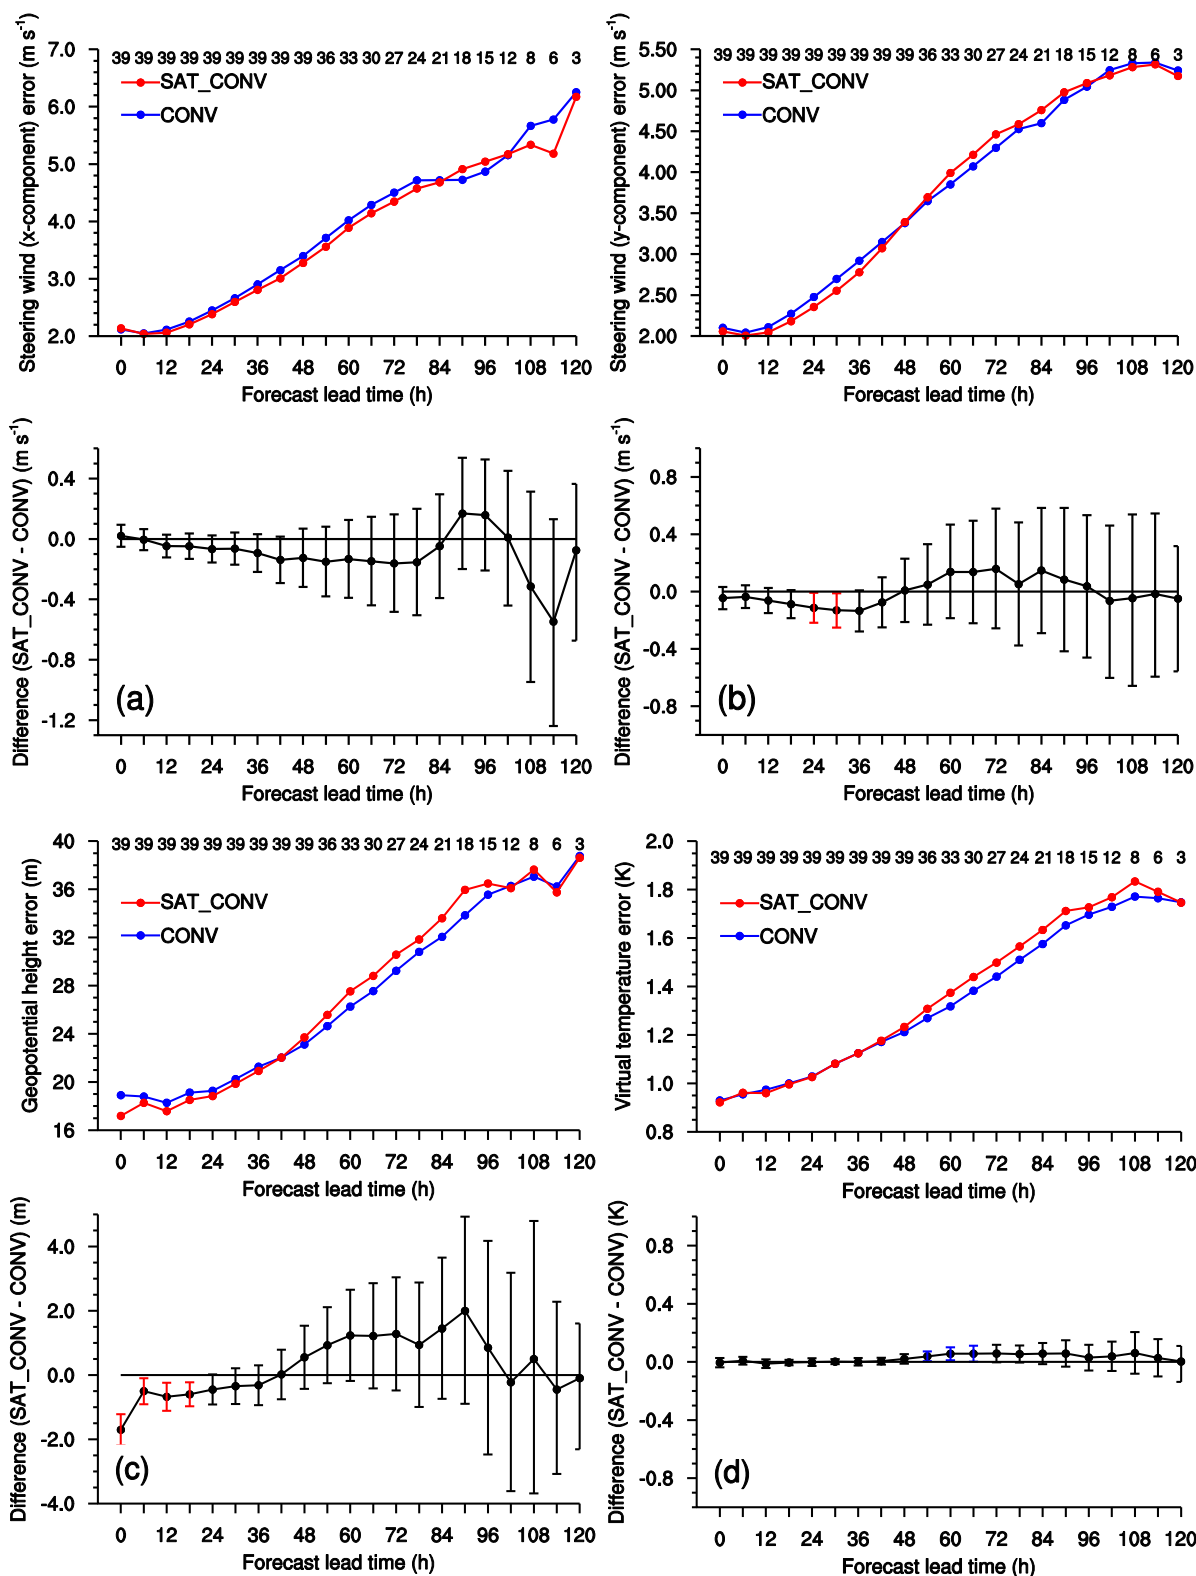 7.0
39 39 39 39 39 39 39 39 39 36 33 30 27 24 21 18 15 12 8 6 3
SAT_CONV
CONV
6.0
5.0
4.0
3.0
2.0
Steering wind (x-component) error (m s⁻¹)
0 12 24 36 48 60 72 84 96 108 120
Forecast lead time (h)
5.50
39 39 39 39 39 39 39 39 39 36 33 30 27 24 21 18 15 12 8 6 3
SAT_CONV
CONV
5.00
4.50
4.00
3.50
3.00
2.50
2.00
Steering wind (y-component) error (m s⁻¹)
0 12 24 36 48 60 72 84 96 108 120
Forecast lead time (h)
Difference (SAT_CONV - CONV) (m s⁻¹)
0.4
0.0
-0.4
-0.8
-1.2
(a)
0 12 24 36 48 60 72 84 96 108 120
Forecast lead time (h)
Difference (SAT_CONV - CONV) (m s⁻¹)
0.8
0.4
0.0
-0.4
-0.8
(b)
0 12 24 36 48 60 72 84 96 108 120
Forecast lead time (h)
40
39 39 39 39 39 39 39 39 39 36 33 30 27 24 21 18 15 12 8 6 3
SAT_CONV
CONV
36
32
28
24
20
16
Geopotential height error (m)
0 12 24 36 48 60 72 84 96 108 120
Forecast lead time (h)
2.0
39 39 39 39 39 39 39 39 39 36 33 30 27 24 21 18 15 12 8 6 3
SAT_CONV
CONV
1.8
1.6
1.4
1.2
1.0
0.8
Virtual temperature error (K)
0 12 24 36 48 60 72 84 96 108 120
Forecast lead time (h)
Difference (SAT_CONV - CONV) (m)
4.0
2.0
0.0
-2.0
-4.0
(c)
0 12 24 36 48 60 72 84 96 108 120
Forecast lead time (h)
Difference (SAT_CONV - CONV) (K)
0.8
0.4
0.0
-0.4
-0.8
(d)
0 12 24 36 48 60 72 84 96 108 120
Forecast lead time (h)